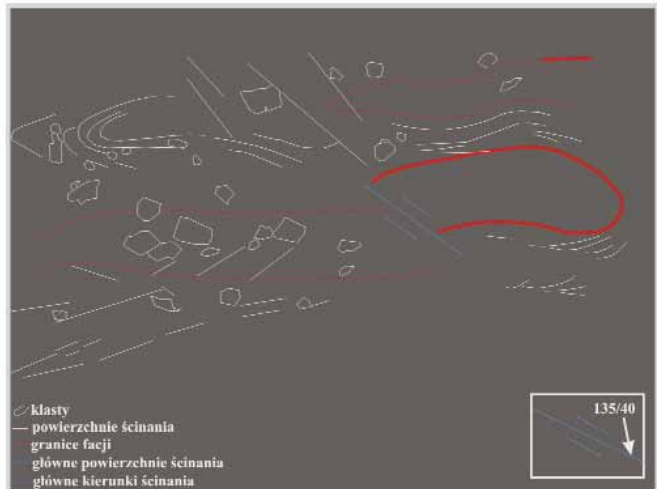 klasty
powierzchnie ścinania
granice facji
główne powierzchnie ścinania
główne kierunki ścinania
135/40